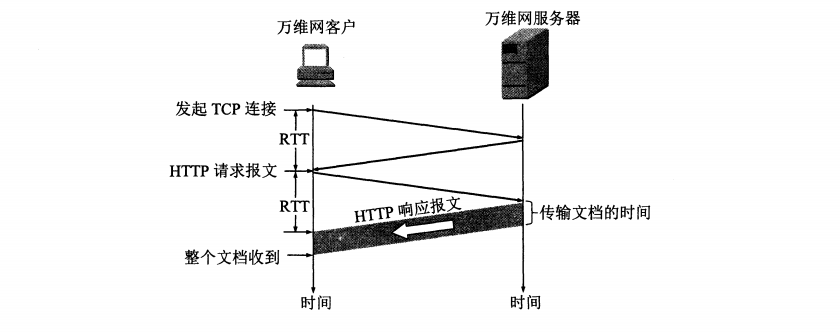 万维网客户
万维网服务器
发起 TCP 连接
RTT
HTTP 请求报文
RTT
HTTP 响应报文
传输文档的时间
整个文档收到
时间
时间